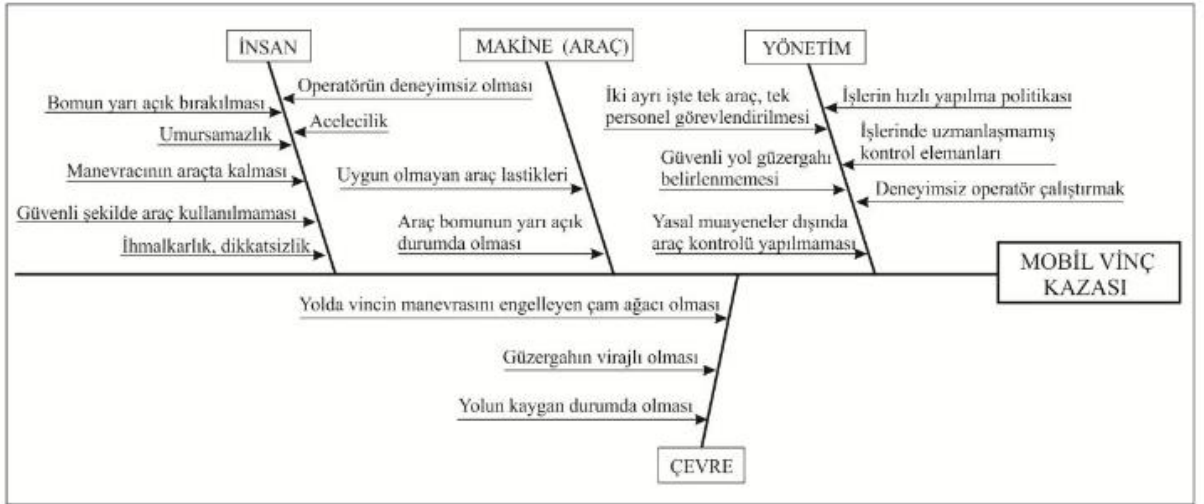 İNSAN
Operatörün deneyimsiz olması
Bomun yarı açık bırakılması
Acelecilik
Umursamazlık
Manevracının araçta kalması
Güvenli şekilde araç kullanılmaması
İhmalkarlık, dikkatsizlik
MAKİNE (ARAÇ)
Uygun olmayan araç lastikleri
Araç bomunun yarı açık
durumda olması
YÖNETİM
İki ayrı işte tek araç, tek
personel görevlendirilmesi
İşlerin hızlı yapılma politikası
İşlerinde uzmanlaşmamış
kontrol elemanları
Güvenli yol güzergahı
belirlenmemesi
Deneyimsiz operatör çalıştırmak
Yasal muayeneler dışında
araç kontrolü yapılmaması
MOBİL VİNÇ
KAZASI
Yolda vincin manevrasını engelleyen çam ağacı olması
Güzergahın virajlı olması
Yolun kaygan durumda olması
ÇEVRE